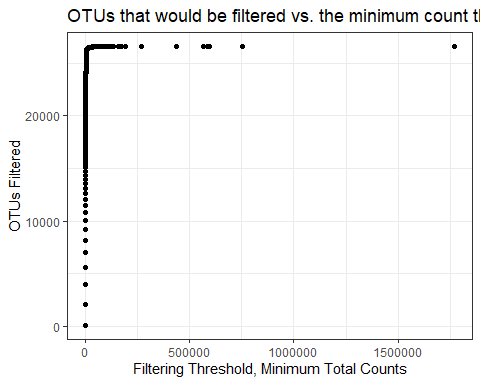 OTUs that would be filtered vs. the minimum count
20000
10000
0
OTUs Filtered
0 500000 1000000 1500000
Filtering Threshold, Minimum Total Counts